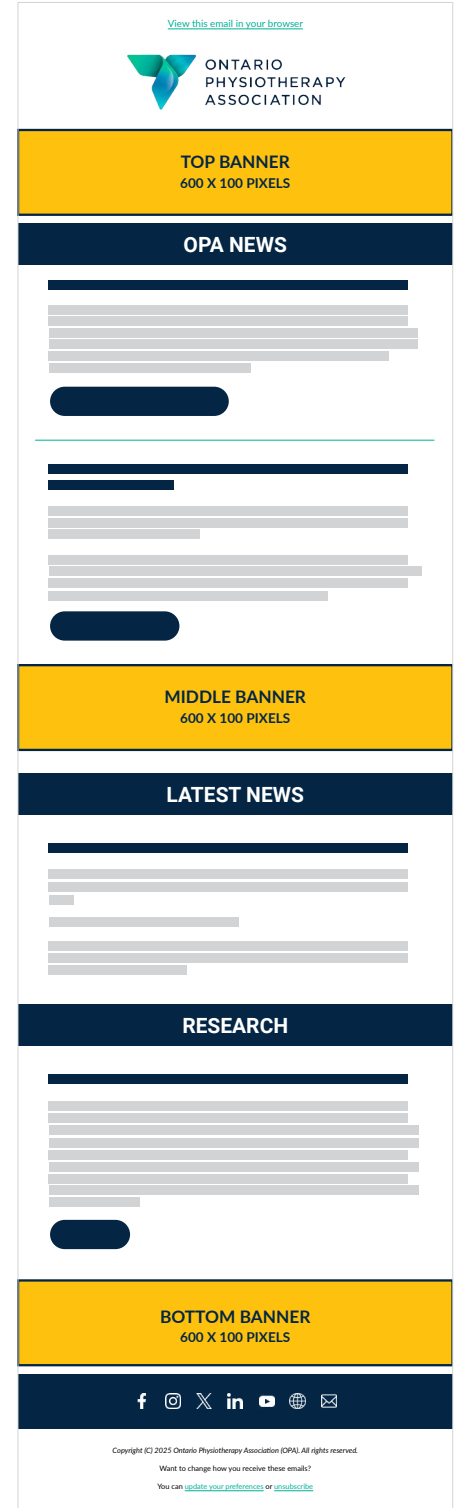 View this email in your browser
ONTARIO
PHYSIOTHERAPY
ASSOCIATION
TOP BANNER
600 X 100 PIXELS
OPA NEWS
MIDDLE BANNER
600 X 100 PIXELS
LATEST NEWS
RESEARCH
BOTTOM BANNER
600 X 100 PIXELS
Copyright (C) 2025 Ontario Physiotherapy Association (OPA). All rights reserved.
Want to change how you receive these emails?
You can update your preferences or unsubscribe